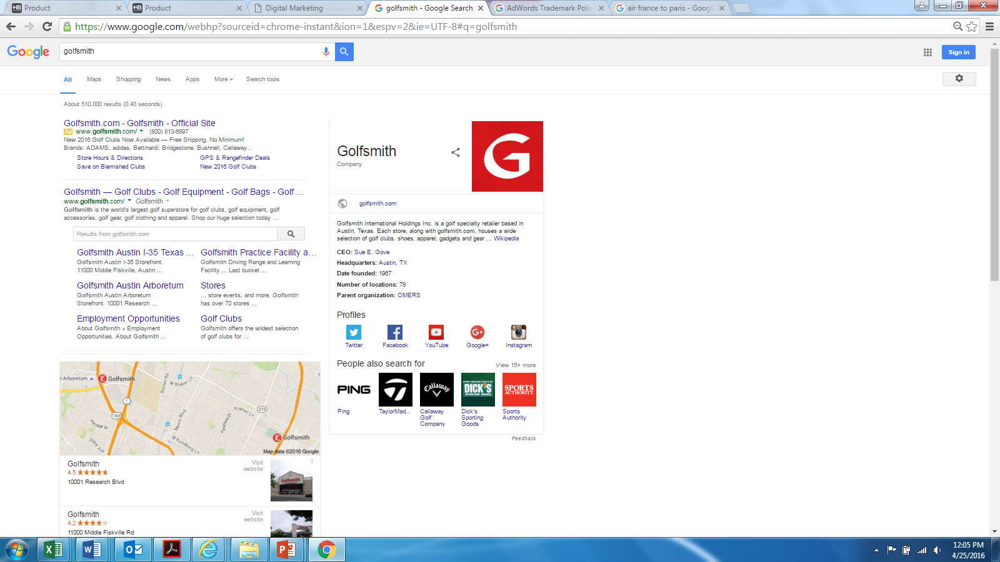 Product
Product
Digital Marketing
golfsmith - Google Search
AdWords Trademark Polic
air france to paris - Googl
https://www.google.com/webhp?sourceid=chrome-instant&ion=1&espv=2&ie=UTF-8#q=golfsmith
Google
golfsmith
Sign in
All Maps Shopping News Apps More Search tools
About 510,000 results (0.43 seconds)
Golfsmith.com - Golfsmith - Official Site
Ad www.golfsmith.com/ (800) 813-6897
New 2016 Golf Clubs Now Available — Free Shipping, No Minimum!
Brands: ADAMS, adidas, Bettinardi, Bridgestone, Bushnell, Callaway...
Store Hours & Directions GPS & Rangefinder Deals
Save on Blemished Clubs New 2016 Golf Clubs
Golfsmith — Golf Clubs - Golf Equipment - Golf Bags - Golf ...
www.golfsmith.com/ Golfsmith
Golfsmith is the world's largest golf superstore for golf clubs, golf equipment, golf
accessories, golf gear, golf clothing and apparel. Shop our huge selection today ...
Results from golfsmith.com
Golfsmith Austin I-35 Texas ...
Golfsmith Austin I-35 Storefront.
11000 Middle Fiskville, Austin ...
Golfsmith Practice Facility a...
Golfsmith Driving Range and Learning
Facility ... Last bucket ...
Golfsmith Austin Arboretum
Golfsmith Austin Arboretum
Storefront. 10001 Research ...
Stores
... store events, and more. Golfsmith
has over 70 stores ...
Employment Opportunities
About Golfsmith » Employment
Opportunities. About Golfsmith ...
Golf Clubs
Golfsmith offers the wildest selection
of golf clubs for ...
e Arboretum
Golfsmith
Burnet Rd
W Braker Ln
1
183
Hyridge Dr
Steck Ave
Metric Blvd
Parkfield Dr
Kramer Ln
275
W Rundberg Ln
Golfsmith
Map data ©2016 Google
Golfsmith
4.5
10001 Research Blvd
Visit
website
Golfsmith
Golfsmith
4.2
11000 Middle Fiskville Rd
Visit
website
Golfsmith
Company
G
golfsmith.com
Golfsmith International Holdings Inc. is a golf specialty retailer based in
Austin, Texas. Each store, along with golfsmith.com, houses a wide
selection of golf clubs, shoes, apparel, gadgets and gear ... Wikipedia
CEO: Sue E. Gove
Headquarters: Austin, TX
Date founded: 1967
Number of locations: 78
Parent organization: OMERS
Profiles
Twitter Facebook YouTube Google+ Instagram
People also search for
View 15+ more
PING
Callaway
EVERY SEASON STARTS AT
DICK'S
SPORTING GOODS
SPORTS
AUTHORITY
Ping
TaylorMad...
Callaway
Golf
Company
Dick's
Sporting
Goods
Sports
Authority
Feedback
12:05 PM
4/25/2016